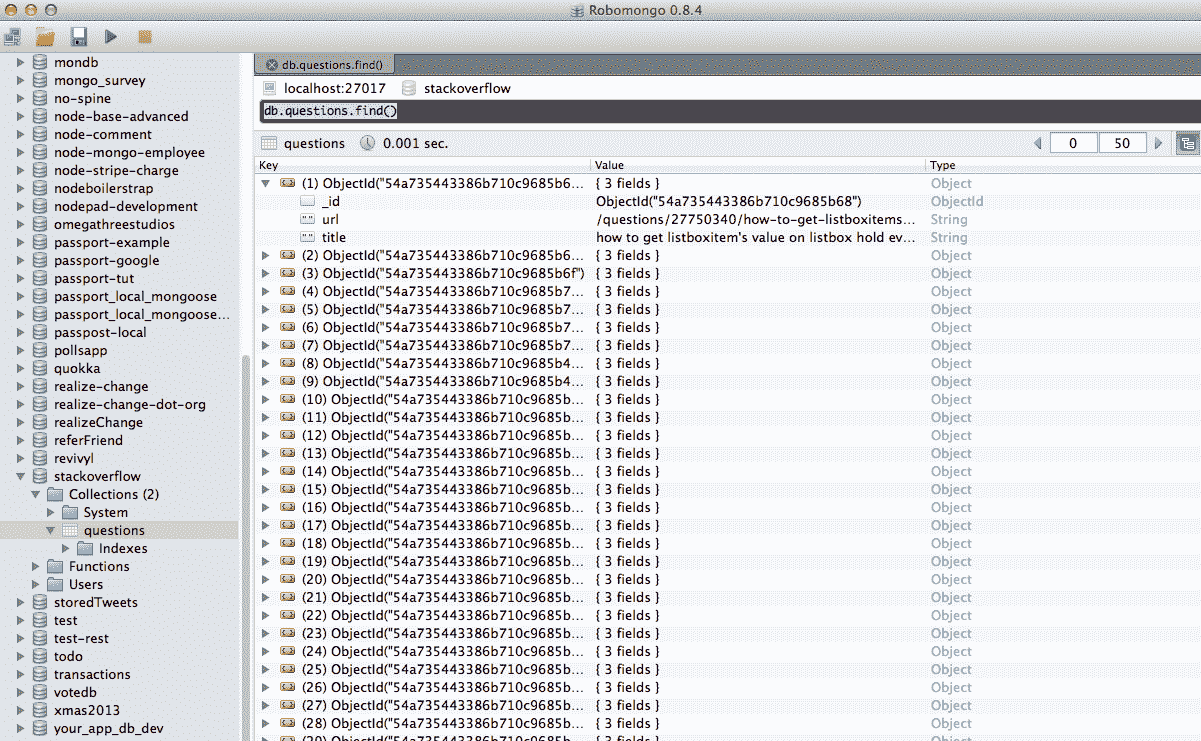 Robomongo 0.8.4
mondb
mongo_survey
no-spine
node-base-advanced
node-comment
node-mongo-employee
node-stripe-charge
nodeboilerstrap
nodepad-development
omegathreestudios
passport-example
passport-google
passport-tut
passport_local_mongoose
passport_local_mongoose...
passpost-local
pollsapp
quokka
realize-change
realize-change-dot-org
realizeChange
referFriend
revivyl
stackoverflow
Collections (2)
System
questions
Indexes
Functions
Users
storedTweets
test
test-rest
todo
transactions
votedb
xmas2013
your_app_db_dev
db.questions.find()
localhost:27017 stackoverflow
db.questions.find()
questions 0.001 sec. 0 50
Key Value Type
(1) ObjectId("54a735443386b710c9685b6... { 3 fields } Object
_id ObjectId("54a735443386b710c9685b68") ObjectId
url /questions/27750340/how-to-get-listboxitems... String
title how to get listboxitem's value on listbox hold ev... String
(2) ObjectId("54a735443386b710c9685b6... { 3 fields } Object
(3) ObjectId("54a735443386b710c9685b6f") { 3 fields } Object
(4) ObjectId("54a735443386b710c9685b7... { 3 fields } Object
(5) ObjectId("54a735443386b710c9685b7... { 3 fields } Object
(6) ObjectId("54a735443386b710c9685b7... { 3 fields } Object
(7) ObjectId("54a735443386b710c9685b7... { 3 fields } Object
(8) ObjectId("54a735443386b710c9685b4... { 3 fields } Object
(9) ObjectId("54a735443386b710c9685b4... { 3 fields } Object
(10) ObjectId("54a735443386b710c9685b... { 3 fields } Object
(11) ObjectId("54a735443386b710c9685b... { 3 fields } Object
(12) ObjectId("54a735443386b710c9685b... { 3 fields } Object
(13) ObjectId("54a735443386b710c9685b... { 3 fields } Object
(14) ObjectId("54a735443386b710c9685b... { 3 fields } Object
(15) ObjectId("54a735443386b710c9685b... { 3 fields } Object
(16) ObjectId("54a735443386b710c9685b... { 3 fields } Object
(17) ObjectId("54a735443386b710c9685b... { 3 fields } Object
(18) ObjectId("54a735443386b710c9685b... { 3 fields } Object
(19) ObjectId("54a735443386b710c9685b... { 3 fields } Object
(20) ObjectId("54a735443386b710c9685b... { 3 fields } Object
(21) ObjectId("54a735443386b710c9685b... { 3 fields } Object
(22) ObjectId("54a735443386b710c9685b... { 3 fields } Object
(23) ObjectId("54a735443386b710c9685b... { 3 fields } Object
(24) ObjectId("54a735443386b710c9685b... { 3 fields } Object
(25) ObjectId("54a735443386b710c9685b... { 3 fields } Object
(26) ObjectId("54a735443386b710c9685b... { 3 fields } Object
(27) ObjectId("54a735443386b710c9685b... { 3 fields } Object
(28) ObjectId("54a735443386b710c9685b... { 3 fields } Object